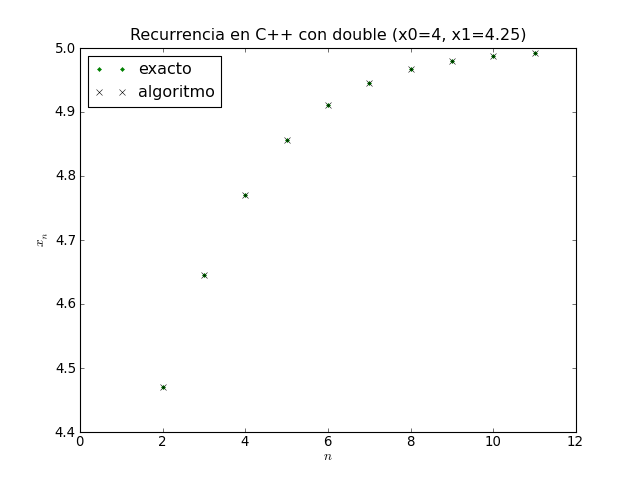 Recurrencia en C++ con double (x0=4, x1=4.25)
exacto
algoritmo
5.0
4.9
4.8
4.7
4.6
4.5
4.4
x_n
0 2 4 6 8 10 12
n